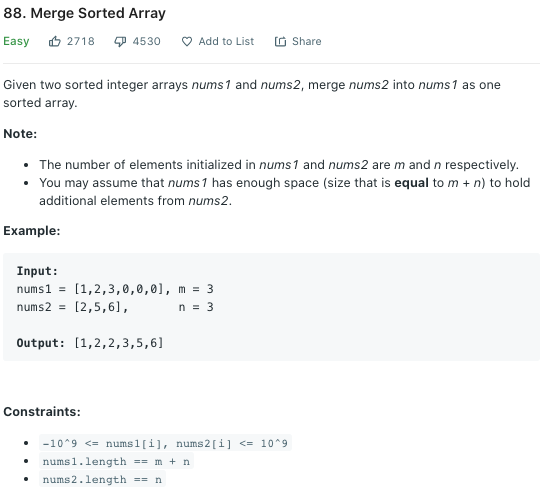 88. Merge Sorted Array
Easy 2718 4530 Add to List Share
Given two sorted integer arrays nums1 and nums2, merge nums2 into nums1 as one
sorted array.
Note:
• The number of elements initialized in nums1 and nums2 are m and n respectively.
• You may assume that nums1 has enough space (size that is equal to m + n) to hold
additional elements from nums2.
Example:
Input:
nums1 = [1,2,3,0,0,0], m = 3
nums2 = [2,5,6],       n = 3
Output: [1,2,2,3,5,6]
Constraints:
• -10^9 <= nums1[i], nums2[i] <= 10^9
• nums1.length == m + n
• nums2.length == n